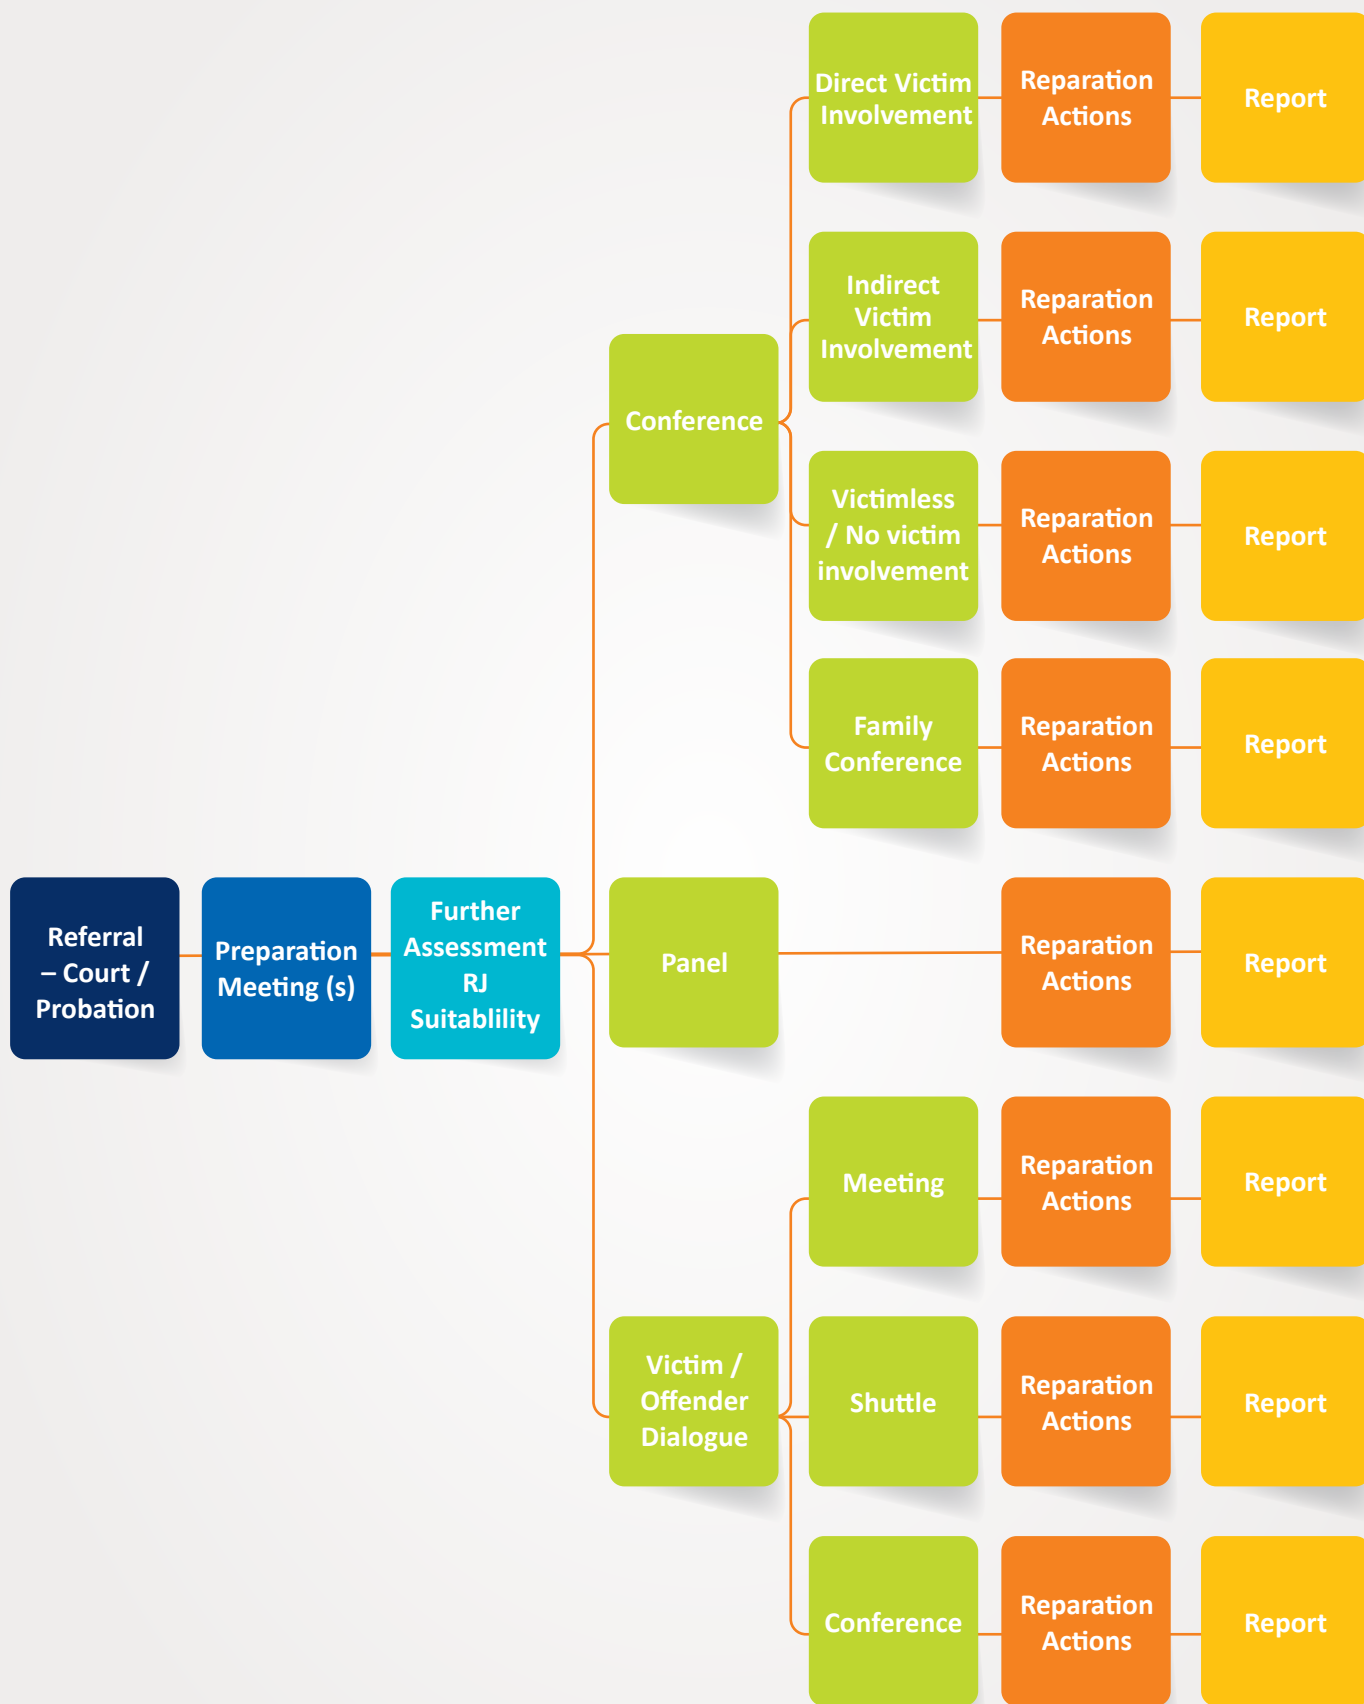 Direct Victim
Involvement
Reparation
Actions
Report
Indirect
Victim
Involvement
Reparation
Actions
Report
Conference
Victimless
/ No victim
involvement
Reparation
Actions
Report
Family
Conference
Reparation
Actions
Report
Referral
– Court /
Probation
Preparation
Meeting (s)
Further
Assessment
RJ
Suitablility
Panel
Reparation
Actions
Report
Meeting
Reparation
Actions
Report
Victim /
Offender
Dialogue
Shuttle
Reparation
Actions
Report
Conference
Reparation
Actions
Report